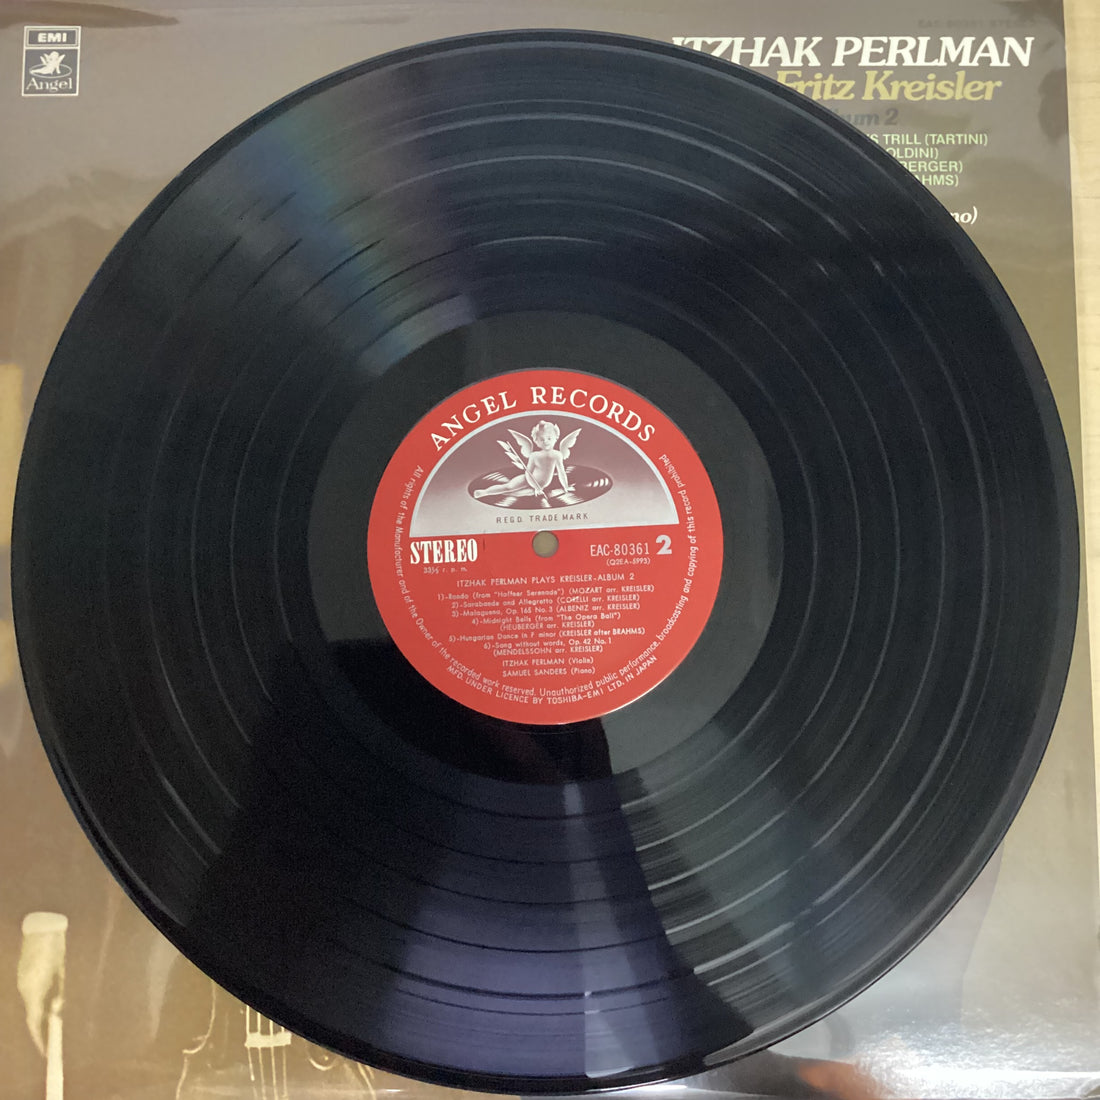 EMI
Angel
EAC-80361 STEREO
ITZHAK PERLMAN
Fritz Kreisler
2
TRILL (TARTINI)
no)
ANGEL RECORDS
REGD. TRADE MARK.
STEREO
33⅓ r. p. m.
EAC-80361 2
(Q2EA-5993)
ITZHAK PERLMAN PLAYS KREISLER-ALBUM 2
1)-Rondo (from "Haffner Serenade") (MOZART arr. KREISLER)
2)-Sarabande and Allegretto (CORELLI arr. KREISLER)
3)-Malaguena, Op. 165 No. 3 (ALBENIZ arr. KREISLER)
4)-Midnight Bells (from "The Opera Ball")
(HEUBERGER arr. KREISLER)
5)-Hungarian Dance in F minor (KREISLER after BRAHMS)
6)-Song without words, Op. 42 No. 1
(MENDELSSOHN arr. KREISLER)
ITZHAK PERLMAN (Violin)
SAMUEL SANDERS (Piano)
All rights of the Manufacturer and of the Owner of the recorded work reserved. Unauthorized public performance, broadcasting and copying of this record prohibited
MFD. UNDER LICENCE BY TOSHIBA-EMI LTD. IN JAPAN